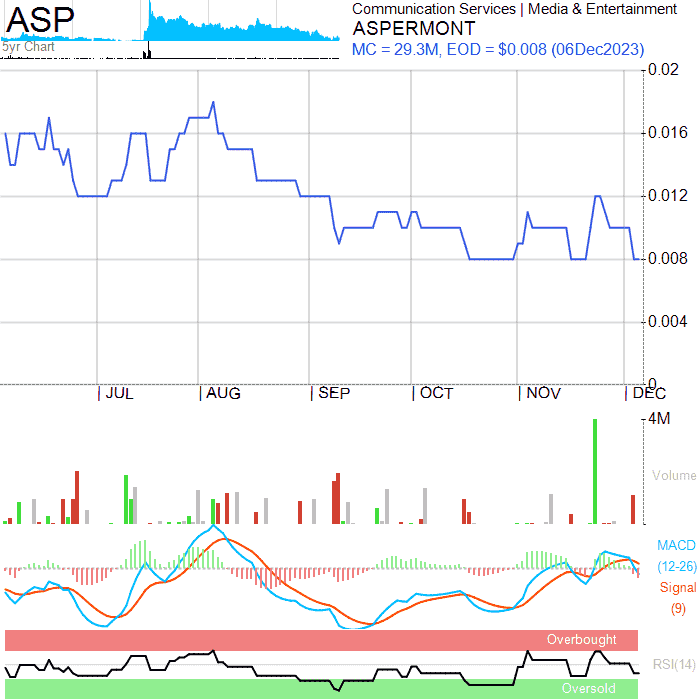 ASP
5yr Chart
Communication Services | Media & Entertainment
ASPERMONT
MC = 29.3M, EOD = $0.008 (06Dec2023)
0.02
0.016
0.012
0.008
0.004
0
JUL
AUG
SEP
OCT
NOV
DEC
4M
Volume
MACD
(12-26)
Signal
(9)
Overbought
RSI(14)
Oversold